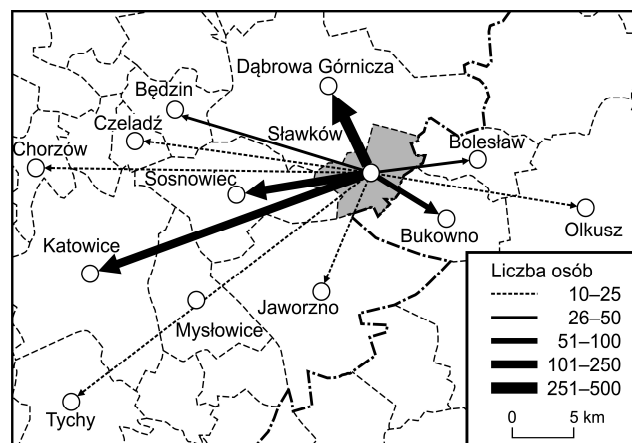 Dąbrowa Górnicza
Będzin
Czeladź
Sławków
Bolesław
Chorzów
Sosnowiec
Katowice
Bukowno
Olkusz
Jaworzno
Mysłowice
Tychy
Liczba osób
10–25
26–50
51–100
101–250
251–500
0 5 km